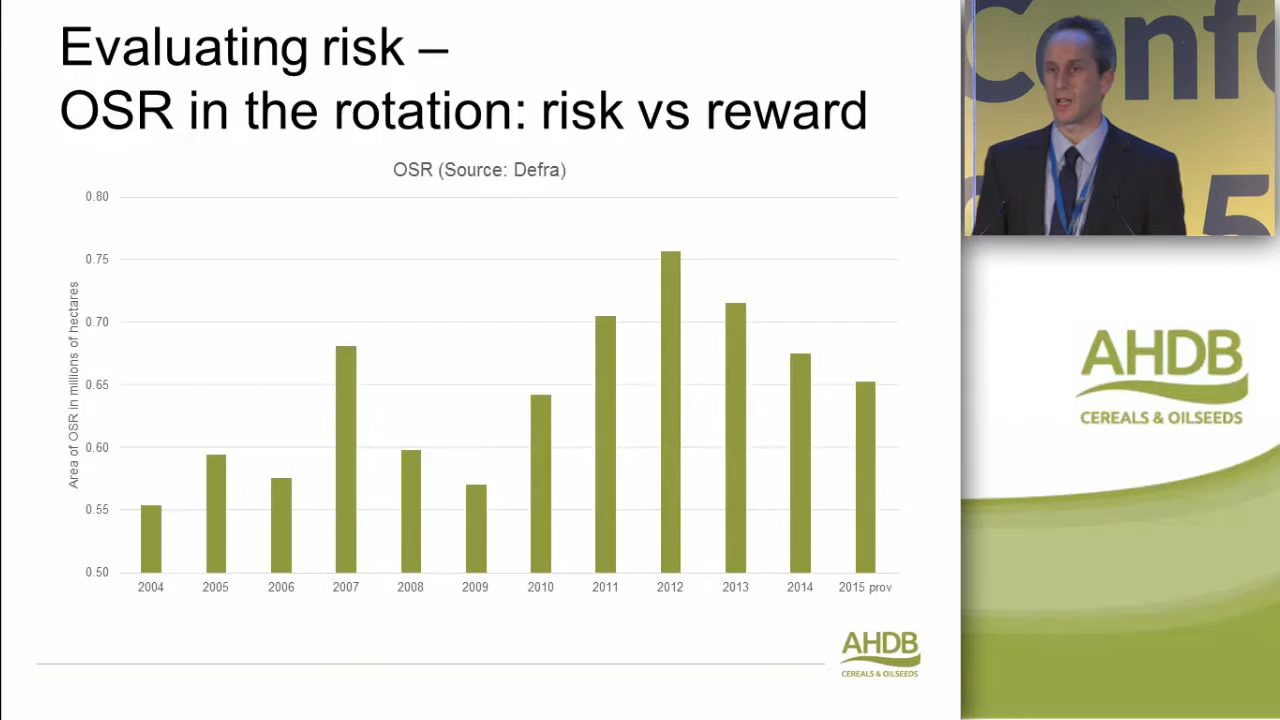 Evaluating risk –
OSR in the rotation: risk vs reward
OSR (Source: Defra)
Area of OSR in millions of hectares
0.80
0.75
0.70
0.65
0.60
0.55
0.50
2004 2005 2006 2007 2008 2009 2010 2011 2012 2013 2014 2015 prov
AHDB
CEREALS & OILSEEDS
Confe
5
AHDB
CEREALS & OILSEEDS